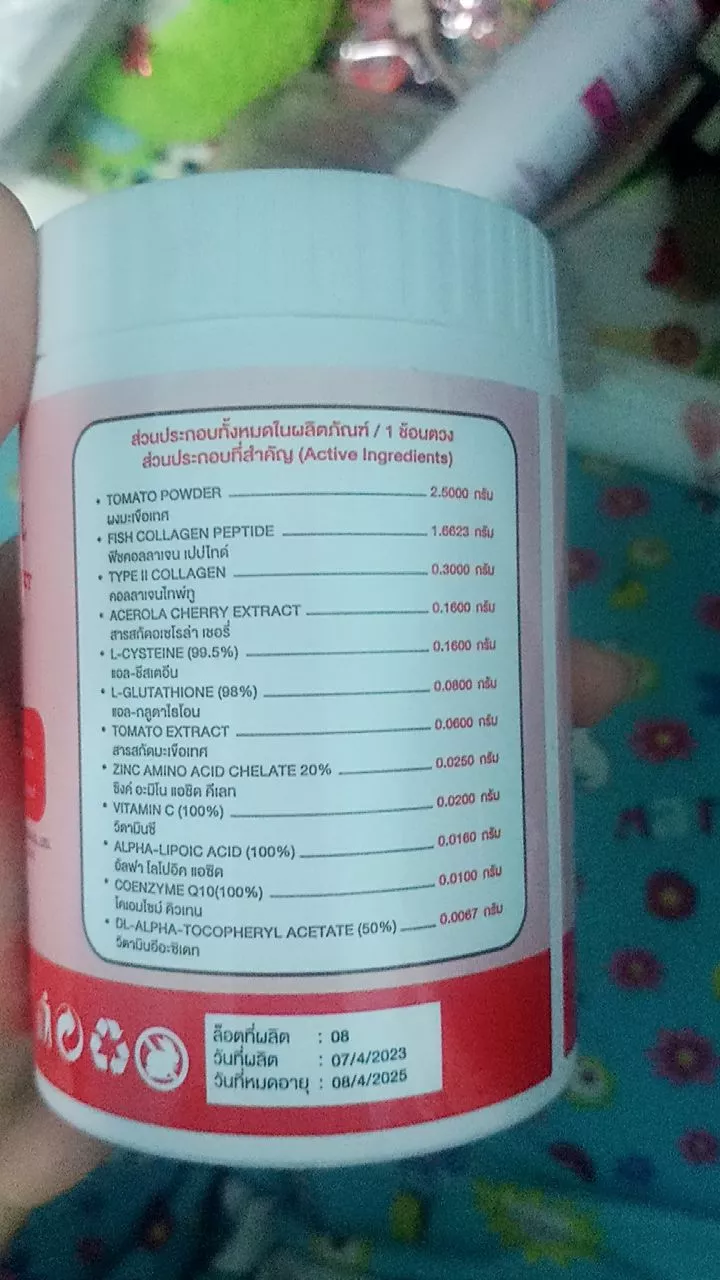 ส่วนประกอบทั้งหมดในผลิตภัณฑ์ / 1 ช้อนตวง
ส่วนประกอบที่สำคัญ (Active Ingredients)
• TOMATO POWDER 2.5000 กรัม
ผงมะเขือเทศ
• FISH COLLAGEN PEPTIDE 1.6623 กรัม
ฟิชคอลลาเจน เปปไทด์
• TYPE II COLLAGEN 0.3000 กรัม
คอลลาเจนไทพ์ทู
• ACEROLA CHERRY EXTRACT 0.1600 กรัม
สารสกัดอเซโรล่า เชอรี่
• L-CYSTEINE (99.5%) 0.1600 กรัม
แอล-ซีสเตอีน
• L-GLUTATHIONE (98%) 0.0800 กรัม
แอล-กลูตาไธโอน
• TOMATO EXTRACT 0.0600 กรัม
สารสกัดมะเขือเทศ
• ZINC AMINO ACID CHELATE 20% 0.0250 กรัม
ซิงค์ อะมิโน แอซิด คีเลท
• VITAMIN C (100%) 0.0200 กรัม
วิตามินซี
• ALPHA-LIPOIC ACID (100%) 0.0160 กรัม
อัลฟา ไลโปอิค แอซิด
• COENZYME Q10(100%) 0.0100 กรัม
โคเอนไซม์ คิวเทน
• DL-ALPHA-TOCOPHERYL ACETATE (50%) 0.0067 กรัม
วิตามินอีอะซิเตท
ล็อตที่ผลิต : 08
วันที่ผลิต : 07/4/2023
วันที่หมดอายุ : 08/4/2025